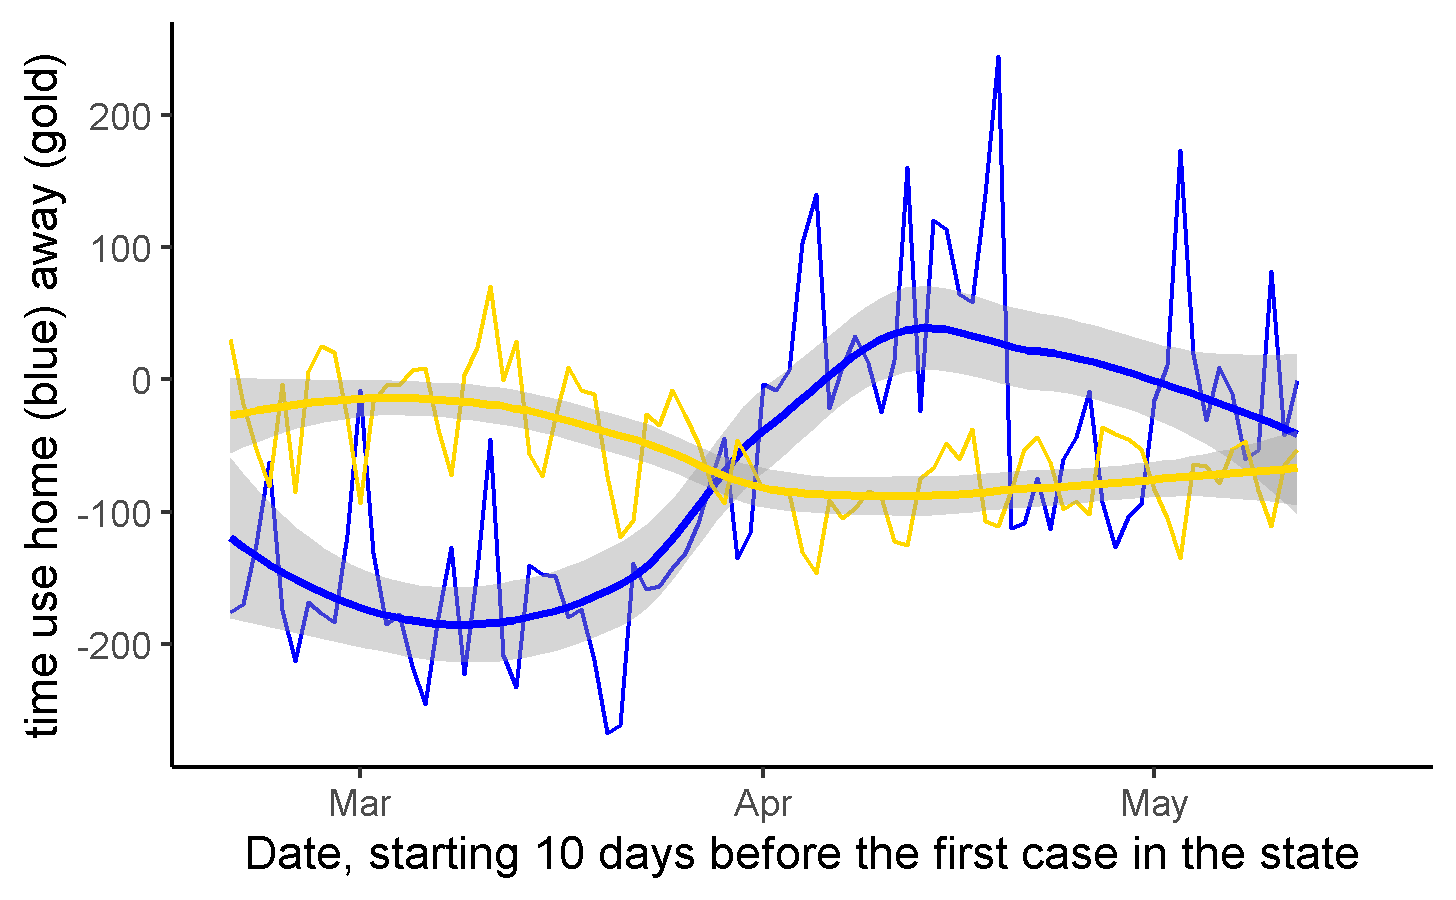 time use home (blue) away (gold)
200
100
0
-100
-200
Mar
Apr
May
Date, starting 10 days before the first case in the state